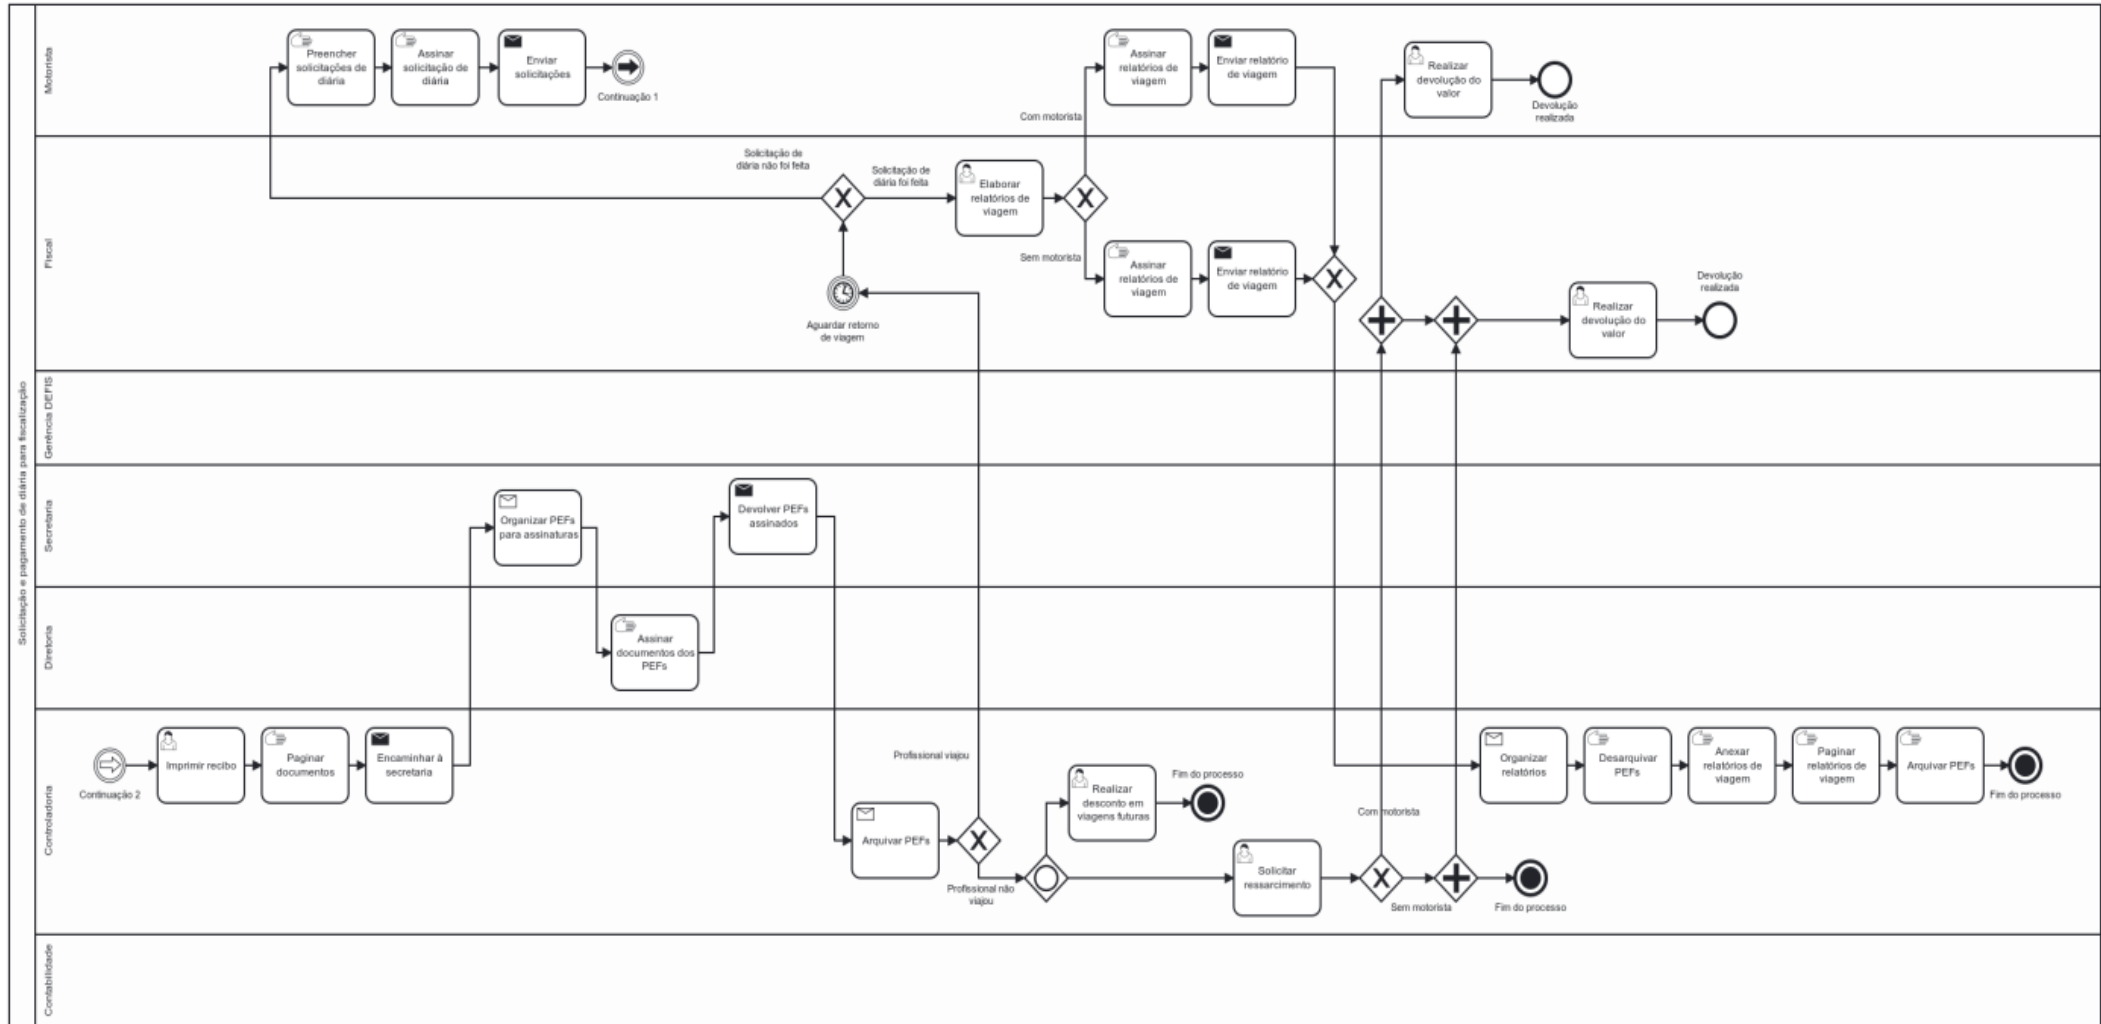 Solicitação e pagamento de diária para fiscalização
Motorista
Preencher
solicitações de
diária
Assinar
solicitação de
diária
Enviar
solicitações
Continuação 1
Assinar
relatórios de
viagem
Enviar relatório
de viagem
Com motorista
Realizar
devolução do
valor
Devolução
realizada
Fiscal
Solicitação de
diária não foi feita
X
Solicitação de
diária foi feita
Elaborar
relatórios de
viagem
X
Sem motorista
Assinar
relatórios de
viagem
Enviar relatório
de viagem
X
Aguardar retorno
de viagem
Realizar
devolução do
valor
Devolução
realizada
Gerência DEFIS
Secretaria
Organizar PEFs
para assinaturas
Devolver PEFs
assinados
Diretoria
Assinar
documentos dos
PEFs
Controladoria
Continuação 2
Imprimir recibo
Paginar
documentos
Encaminhar à
secretaria
Arquivar PEFs
Profissional viajou
X
Profissional não
viajou
Realizar
desconto em
viagens futuras
Fim do processo
Solicitar
ressarcimento
Com motorista
X
Sem motorista
Fim do processo
Organizar
relatórios
Desarquivar
PEFs
Anexar
relatórios de
viagem
Paginar
relatórios de
viagem
Arquivar PEFs
Fim do processo
Contabilidade